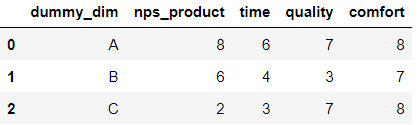 dummy_dim nps_product time quality comfort
0 A 8 6 7 8
1 B 6 4 3 7
2 C 2 3 7 8